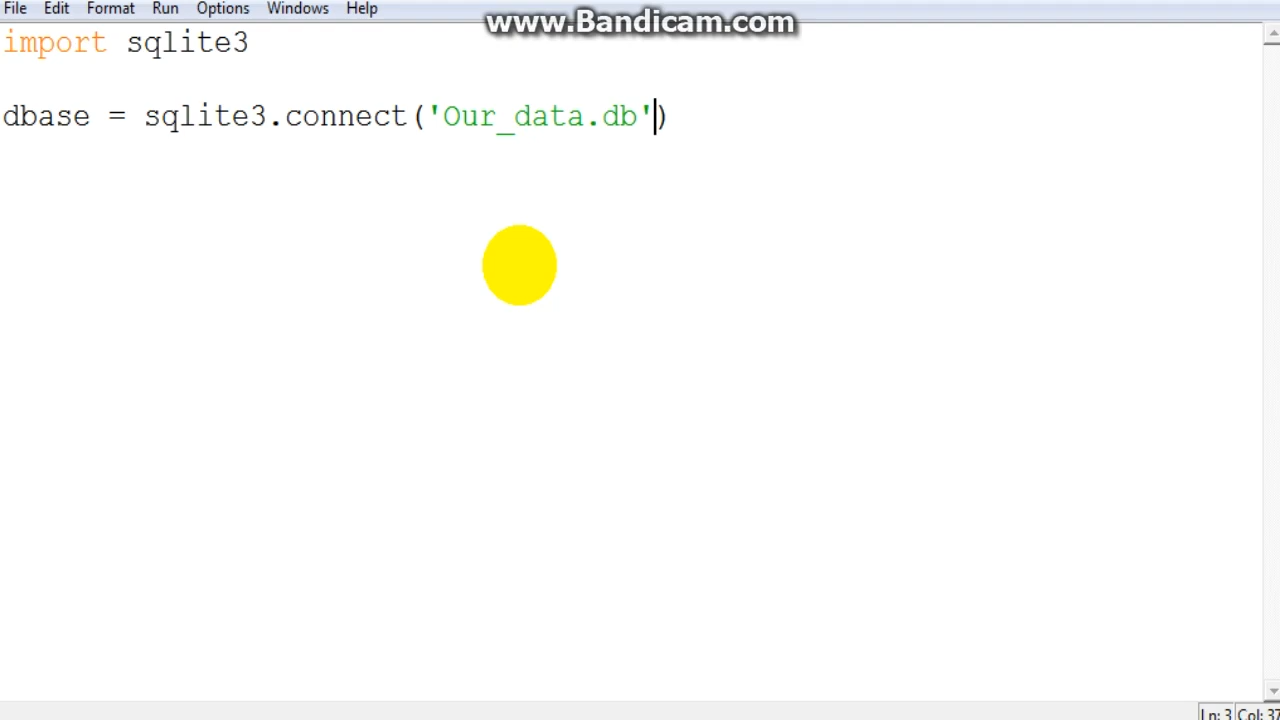 File Edit Format Run Options Windows Help
www.Bandicam.com
import sqlite3
dbase = sqlite3.connect('Our_data.db')
Ln: 3 Col: 37